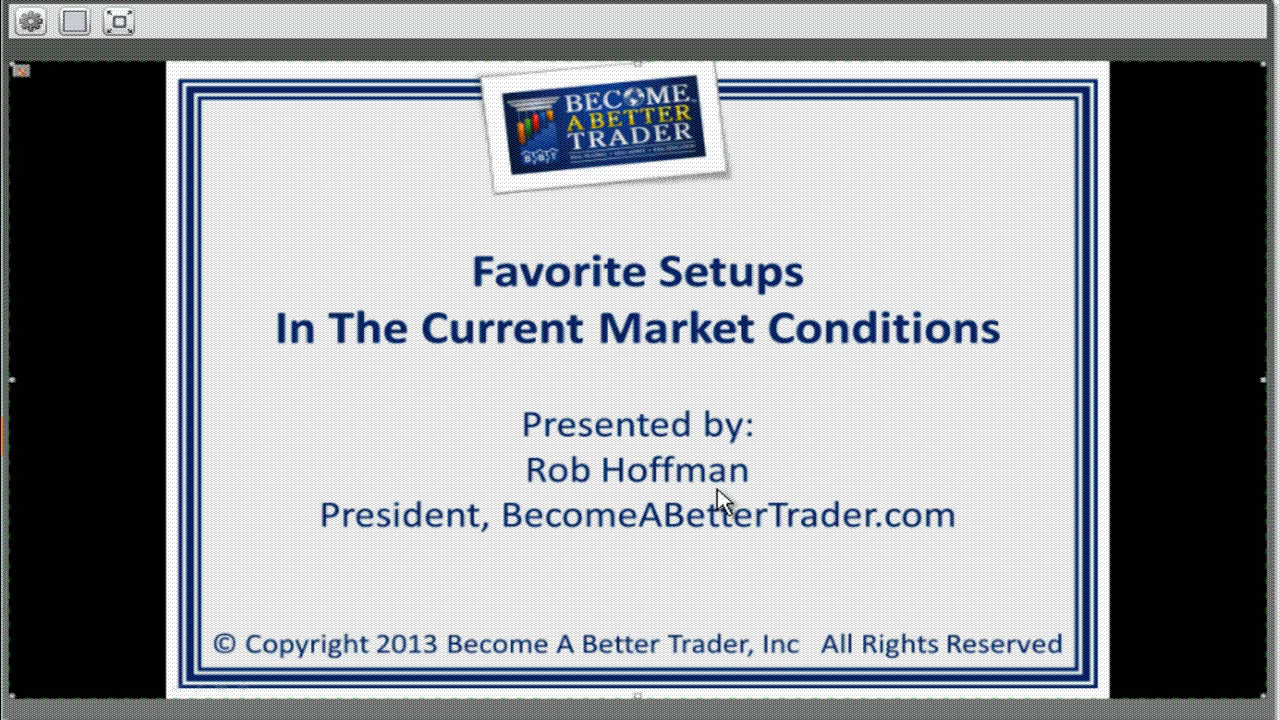 BECOME
A BETTER
TRADER
BBT
Favorite Setups
In The Current Market Conditions
Presented by:
Rob Hoffman
President, BecomeABetterTrader.com
© Copyright 2013 Become A Better Trader, Inc All Rights Reserved